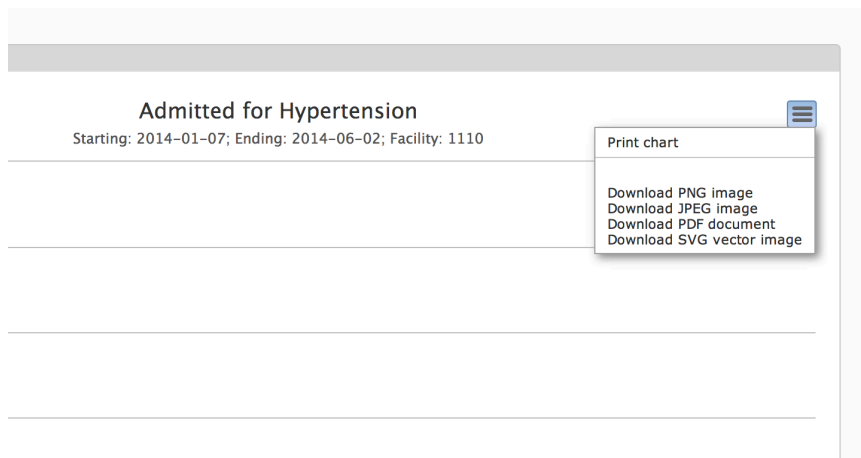 Admitted for Hypertension
Starting: 2014-01-07; Ending: 2014-06-02; Facility: 1110
Print chart
Download PNG image
Download JPEG image
Download PDF document
Download SVG vector image